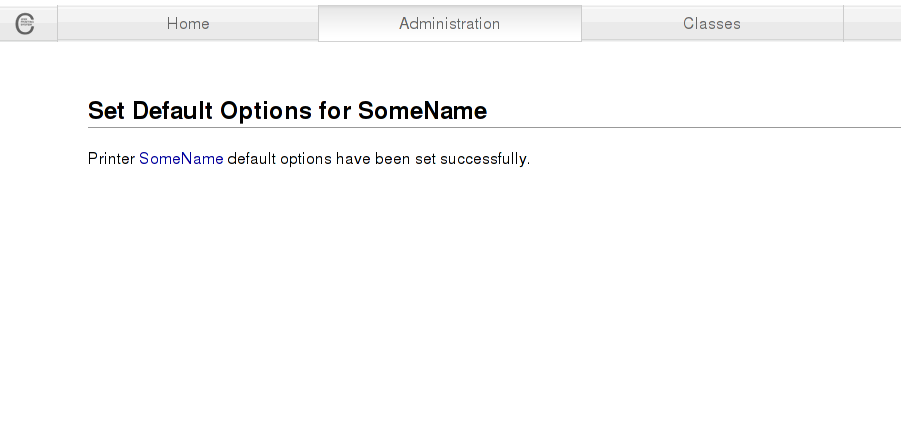 Home Administration Classes
Set Default Options for SomeName
Printer SomeName default options have been set successfully.